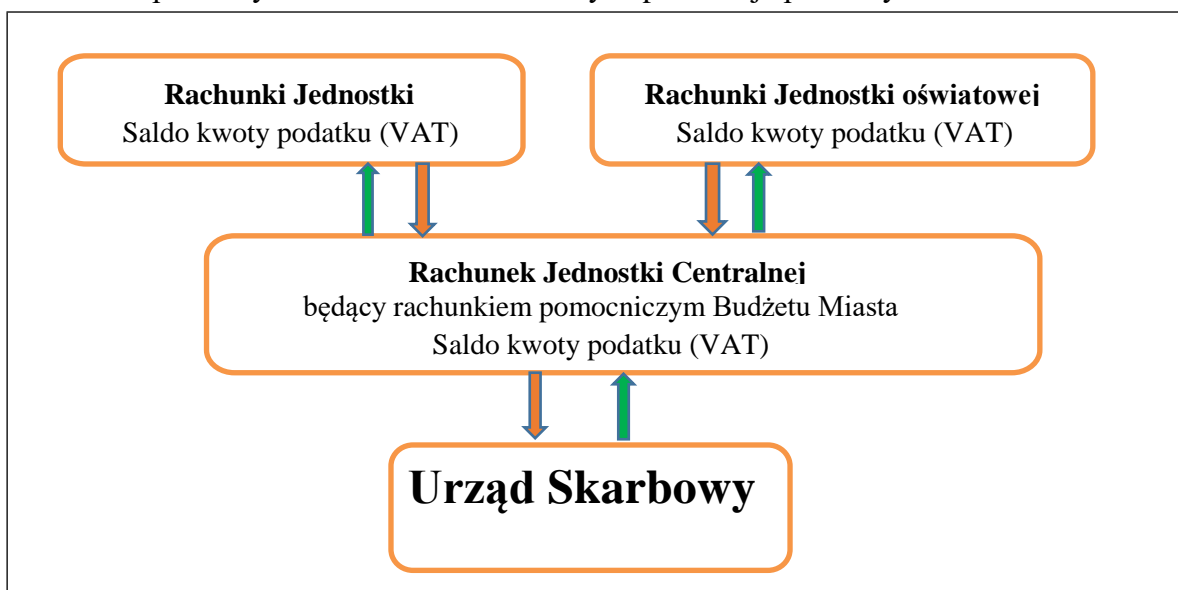 Rachunki Jednostki
Saldo kwoty podatku (VAT)
Rachunki Jednostki oświatowej
Saldo kwoty podatku (VAT)
Rachunek Jednostki Centralnej
będący rachunkiem pomocniczym Budżetu Miasta
Saldo kwoty podatku (VAT)
Urząd Skarbowy